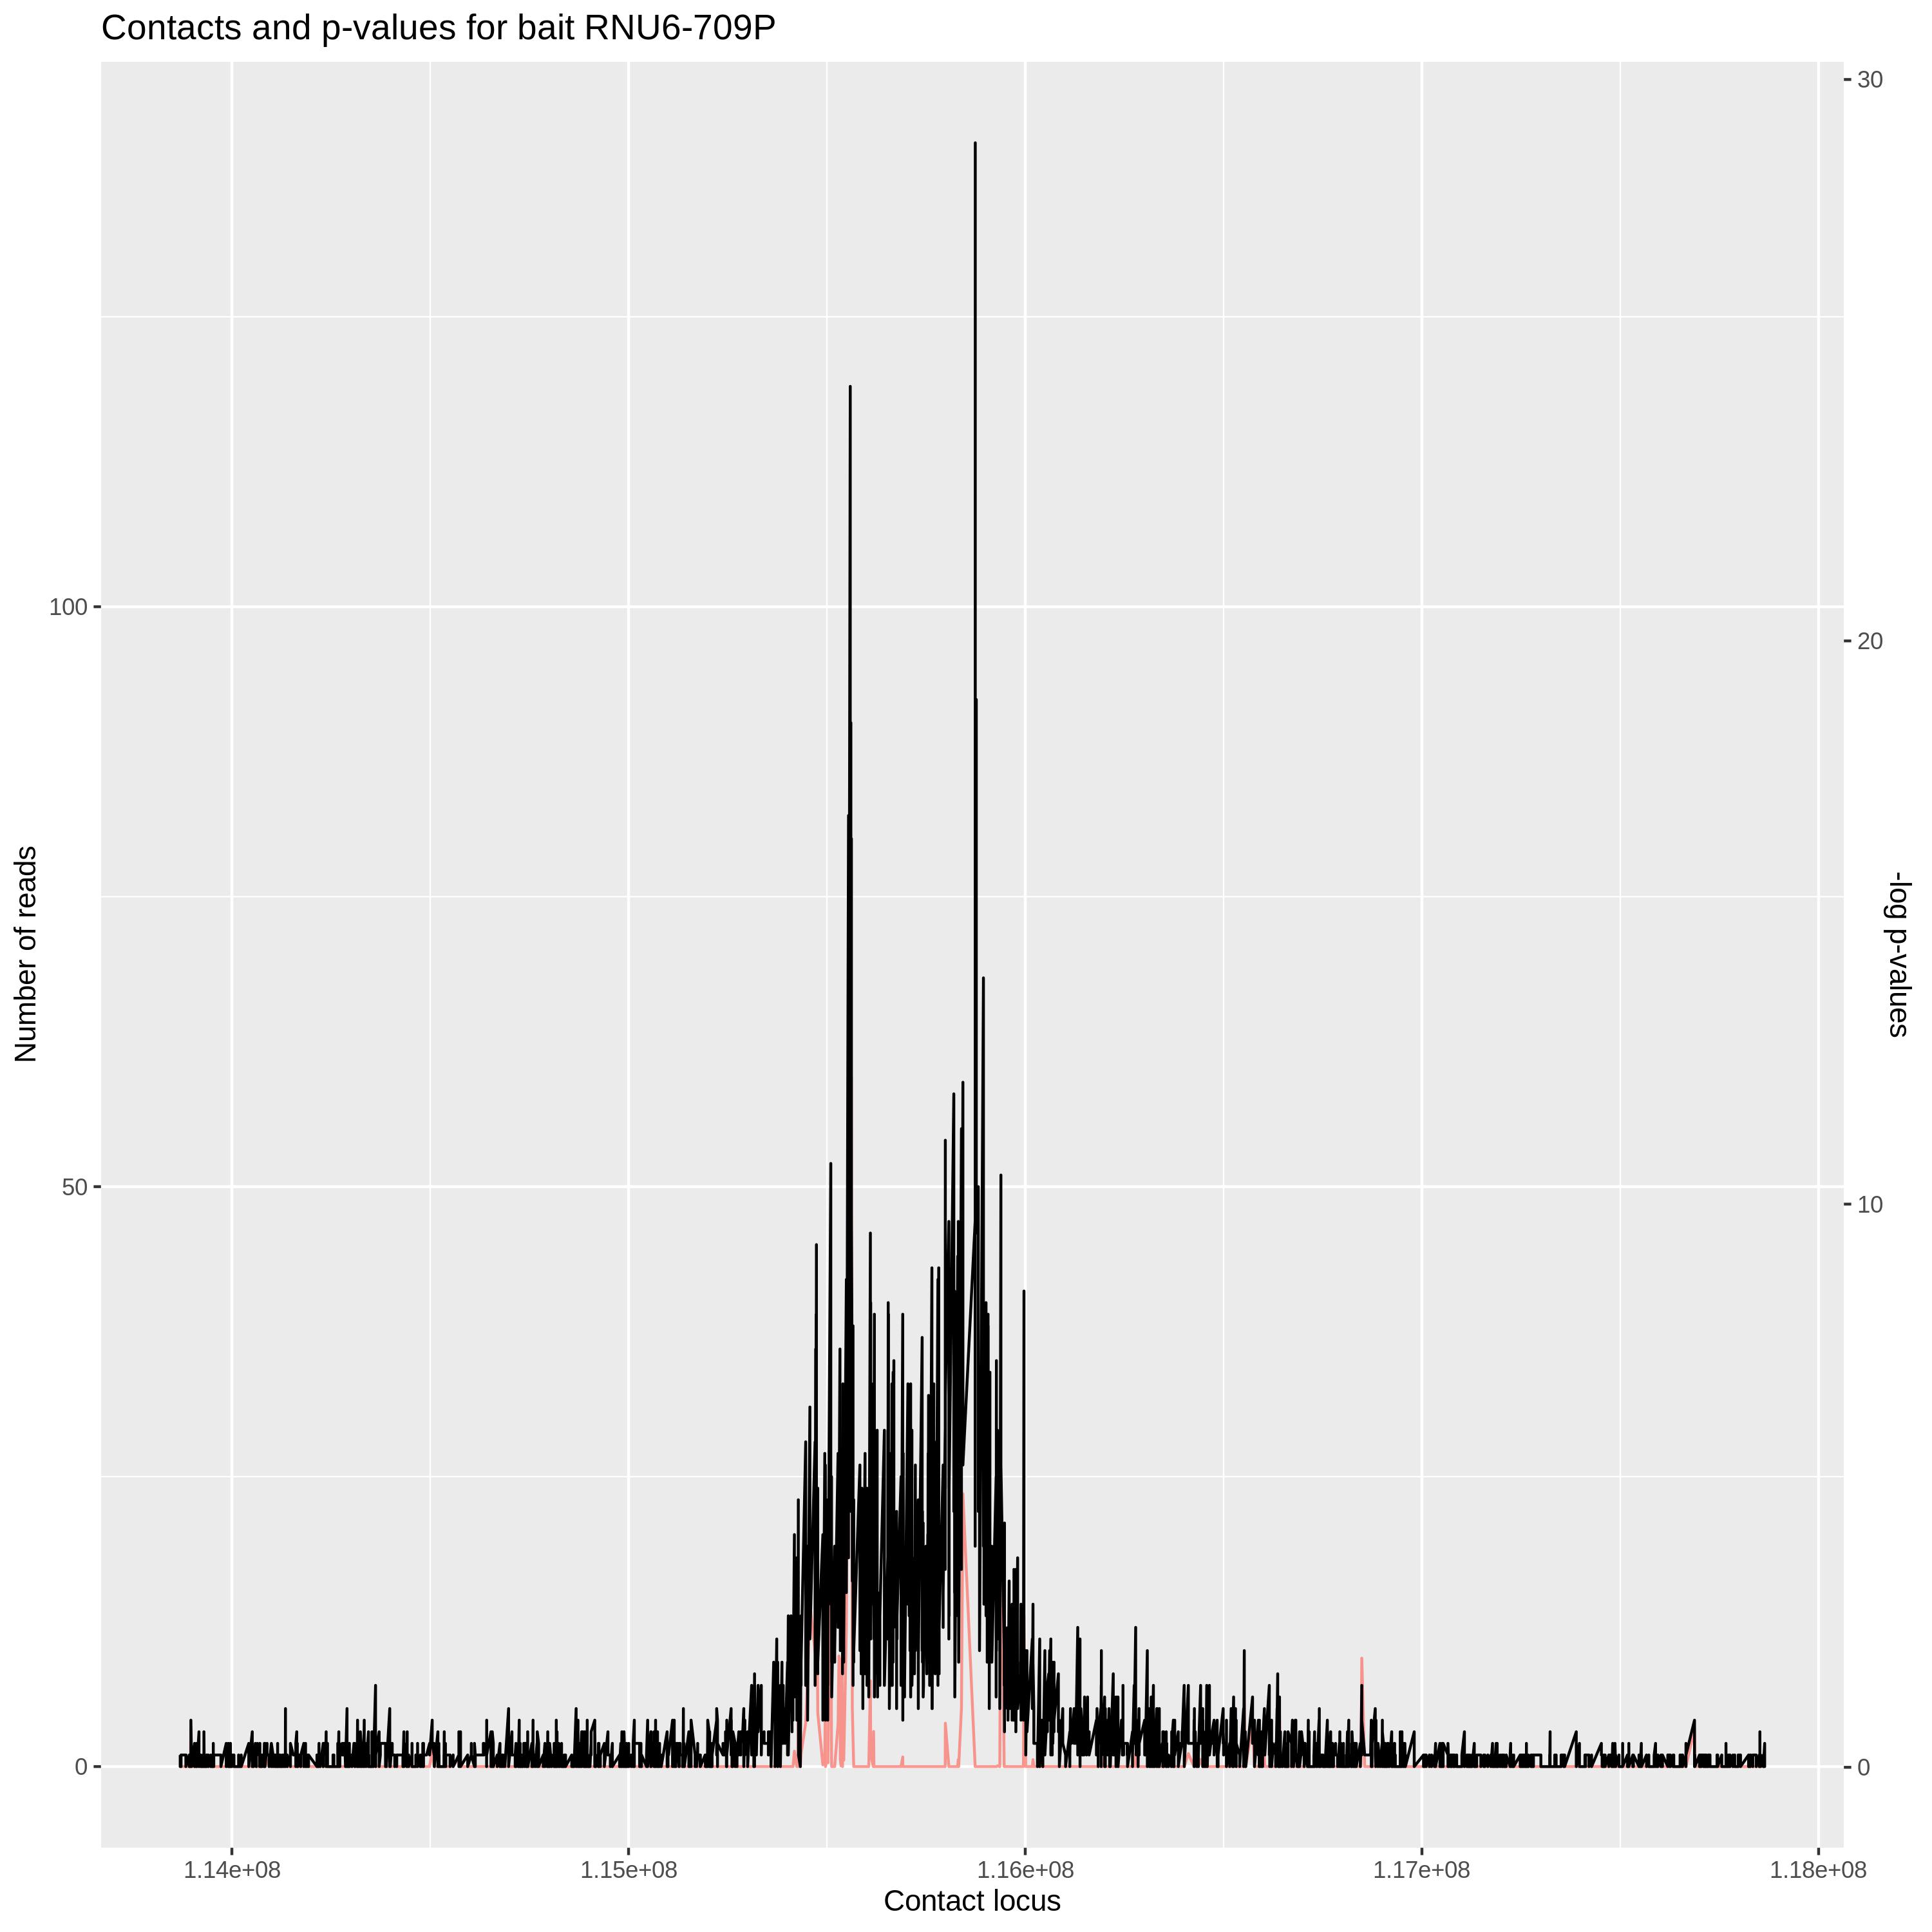 Contacts and p-values for bait RNU6-709P
Number of reads
100
50
0
30
20
10
0
-log p-values
1.14e+08
1.15e+08
1.16e+08
1.17e+08
1.18e+08
Contact locus